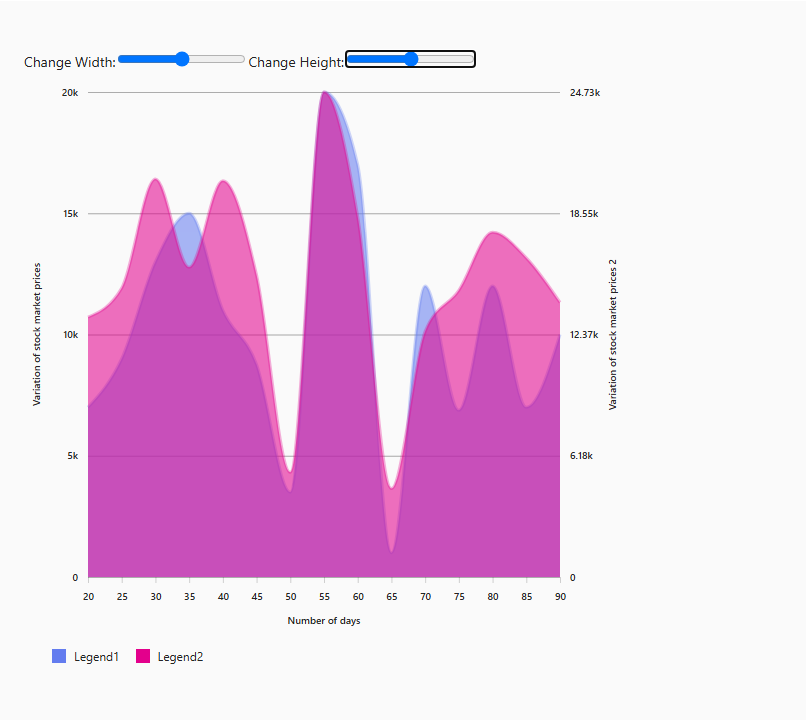 Change Width: Change Height:
20k 24.73k
15k 18.55k
Variation of stock market prices
Variation of stock market prices 2
10k 12.37k
5k 6.18k
0 0
20 25 30 35 40 45 50 55 60 65 70 75 80 85 90
Number of days
Legend1 Legend2